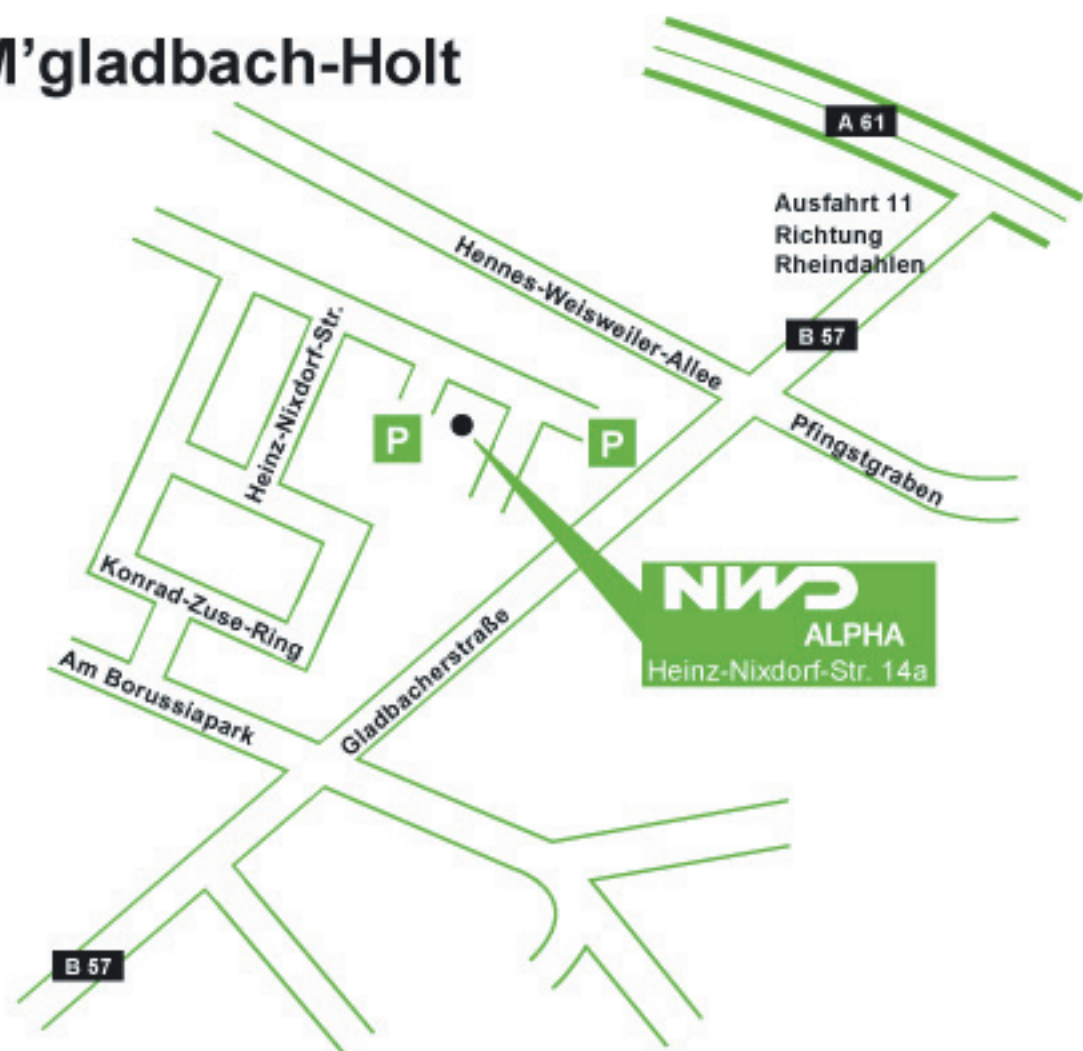 M'gladbach-Holt
A 61
Ausfahrt 11
Richtung
Rheindahlen
Hennes-Weisweiler-Allee
B 57
Heinz-Nixdorf-Str.
P
P
Pfingstgraben
Konrad-Zuse-Ring
NWD
ALPHA
Heinz-Nixdorf-Str. 14a
Am Borussiapark
Gladbacherstraße
B 57